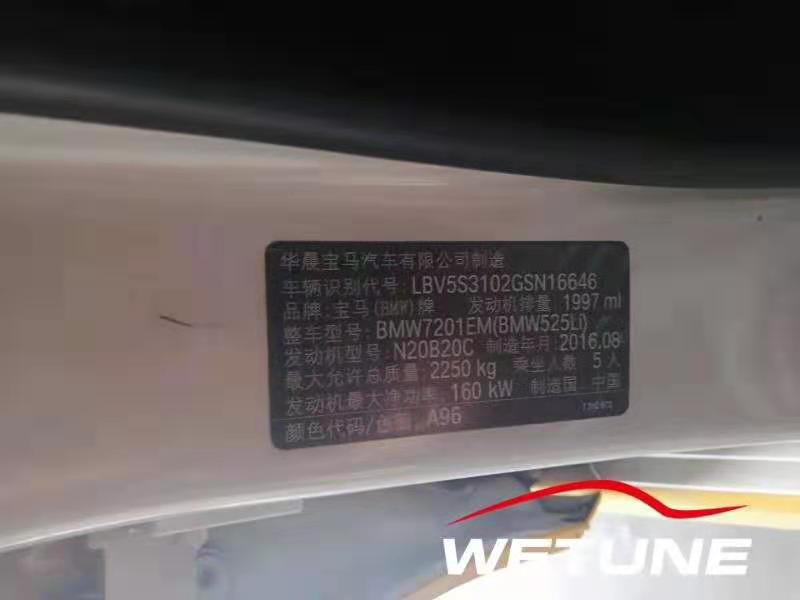 华晨宝马汽车有限公司制造
车辆识别代号: LBV5S3102GSN16646
品牌: 宝马(BMW)牌 发动机排量 1997 ml
整车型号: BMW7201EM(BMW525Li)
发动机型号: N20B20C 制造年月: 2016.08
最大允许总质量: 2250 kg 乘坐人数 5 人
发动机最大净功率: 160 kW 制造国: 中国
颜色代码/色 A96
WETUNE